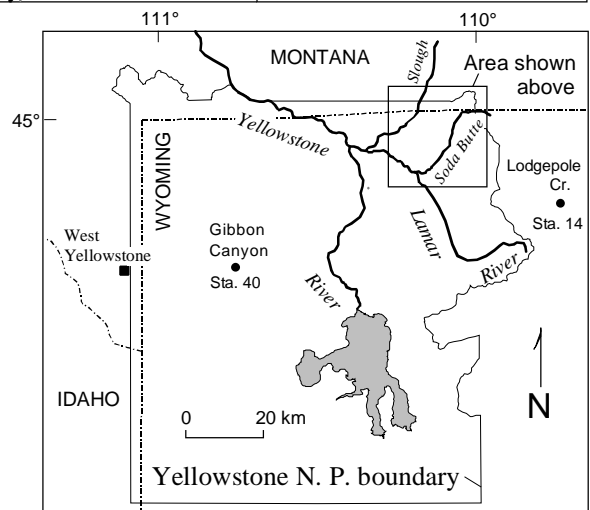 111°
110°
MONTANA
Slough
Area shown
above
45°
Yellowstone
Soda Butte
WYOMING
Lodgepole
Cr.
Sta. 14
West
Yellowstone
Gibbon
Canyon
Sta. 40
Lamar
River
River
IDAHO
0 20 km
N
Yellowstone N. P. boundary